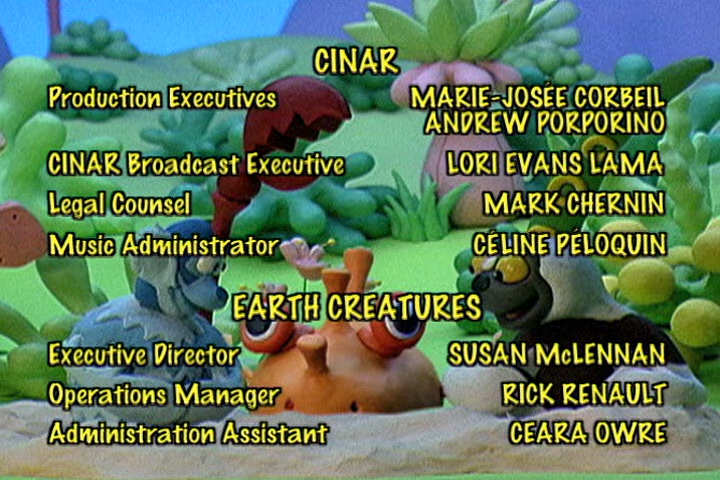 CINAR
Production Executives MARIE-JOSÉE CORBEIL
ANDREW PORPORINO
CINAR Broadcast Executive LORI EVANS LAMA
Legal Counsel MARK CHERNIN
Music Administrator CÉLINE PÉLOQUIN
EARTH CREATURES
Executive Director SUSAN McLENNAN
Operations Manager RICK RENAULT
Administration Assistant CEARA OWRE